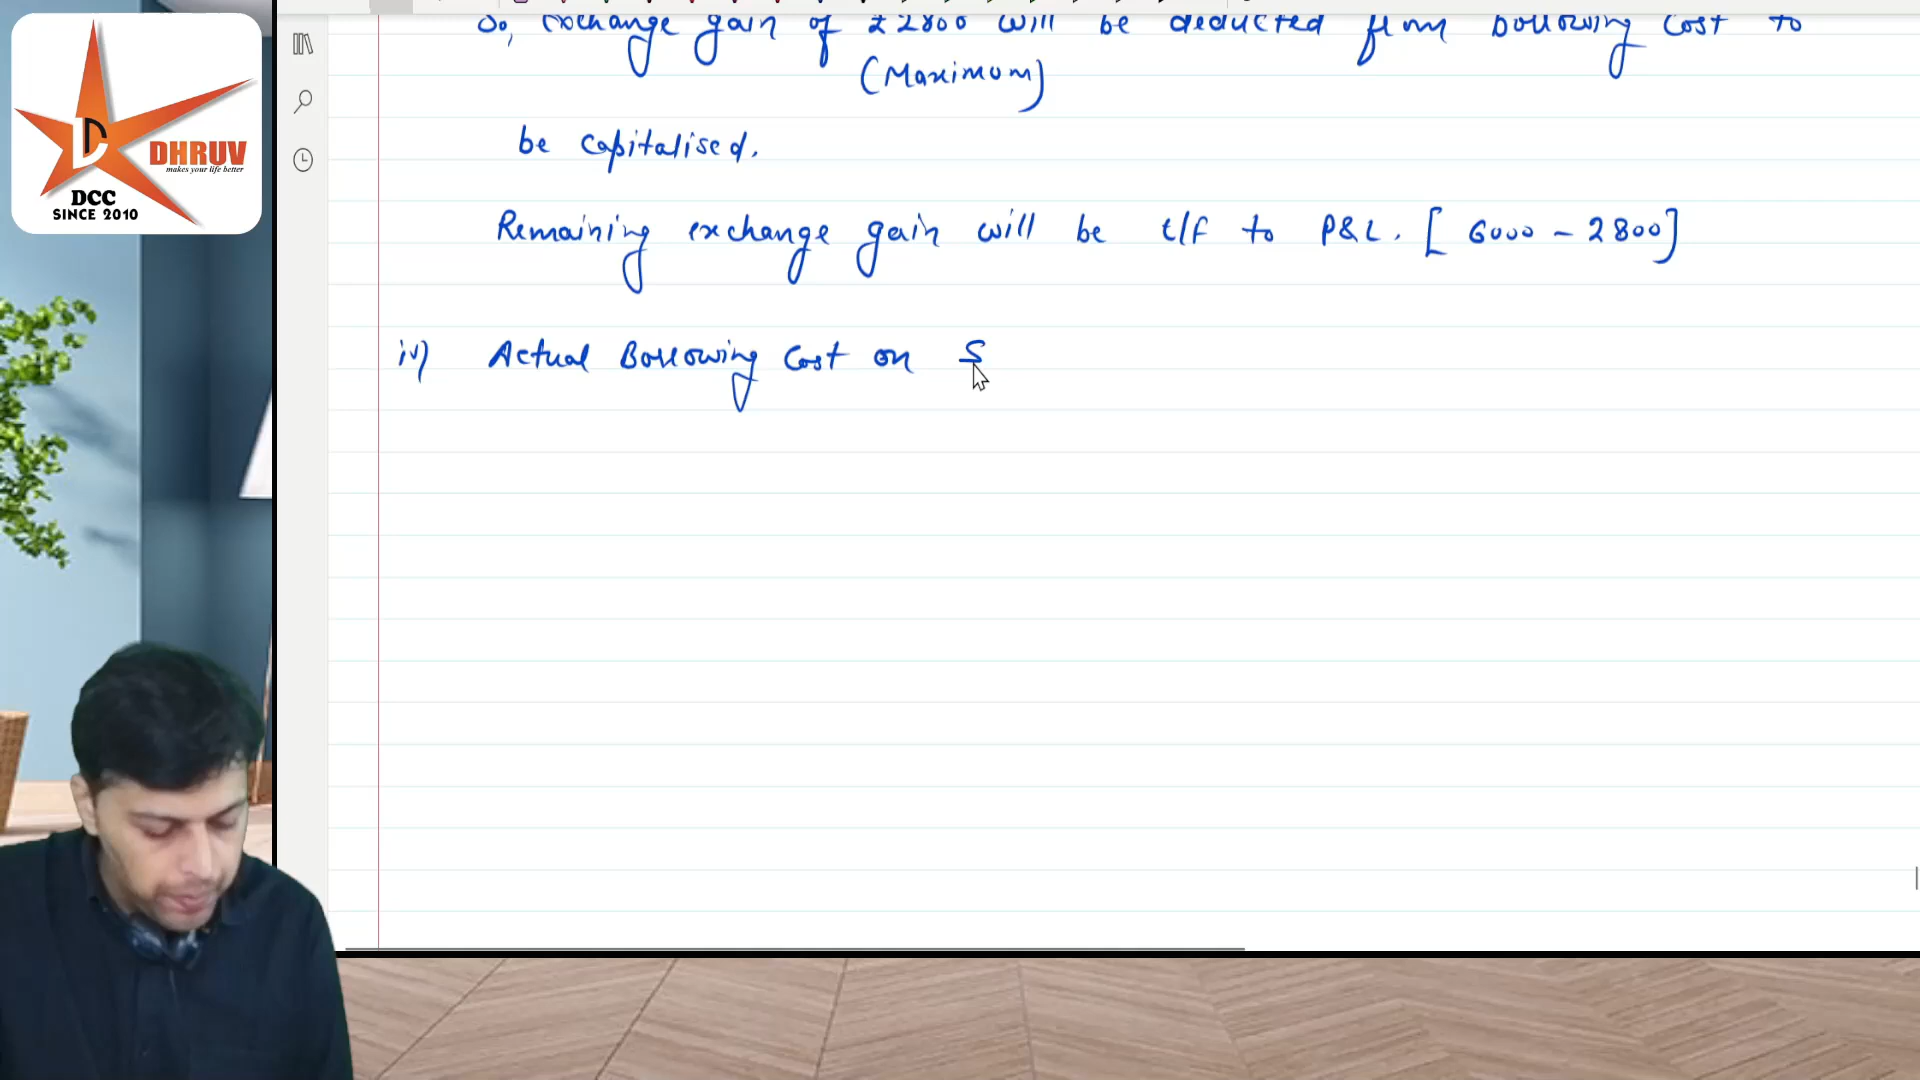 So, exchange gain of ₹2800 will be deducted from borrowing cost to
(Maximum)
be capitalised.
Remaining exchange gain will be t/f to P&L. [6000 - 2800]
iv) Actual Borrowing Cost on S
DC
DHRUV
makes your life better
DCC
SINCE 2010